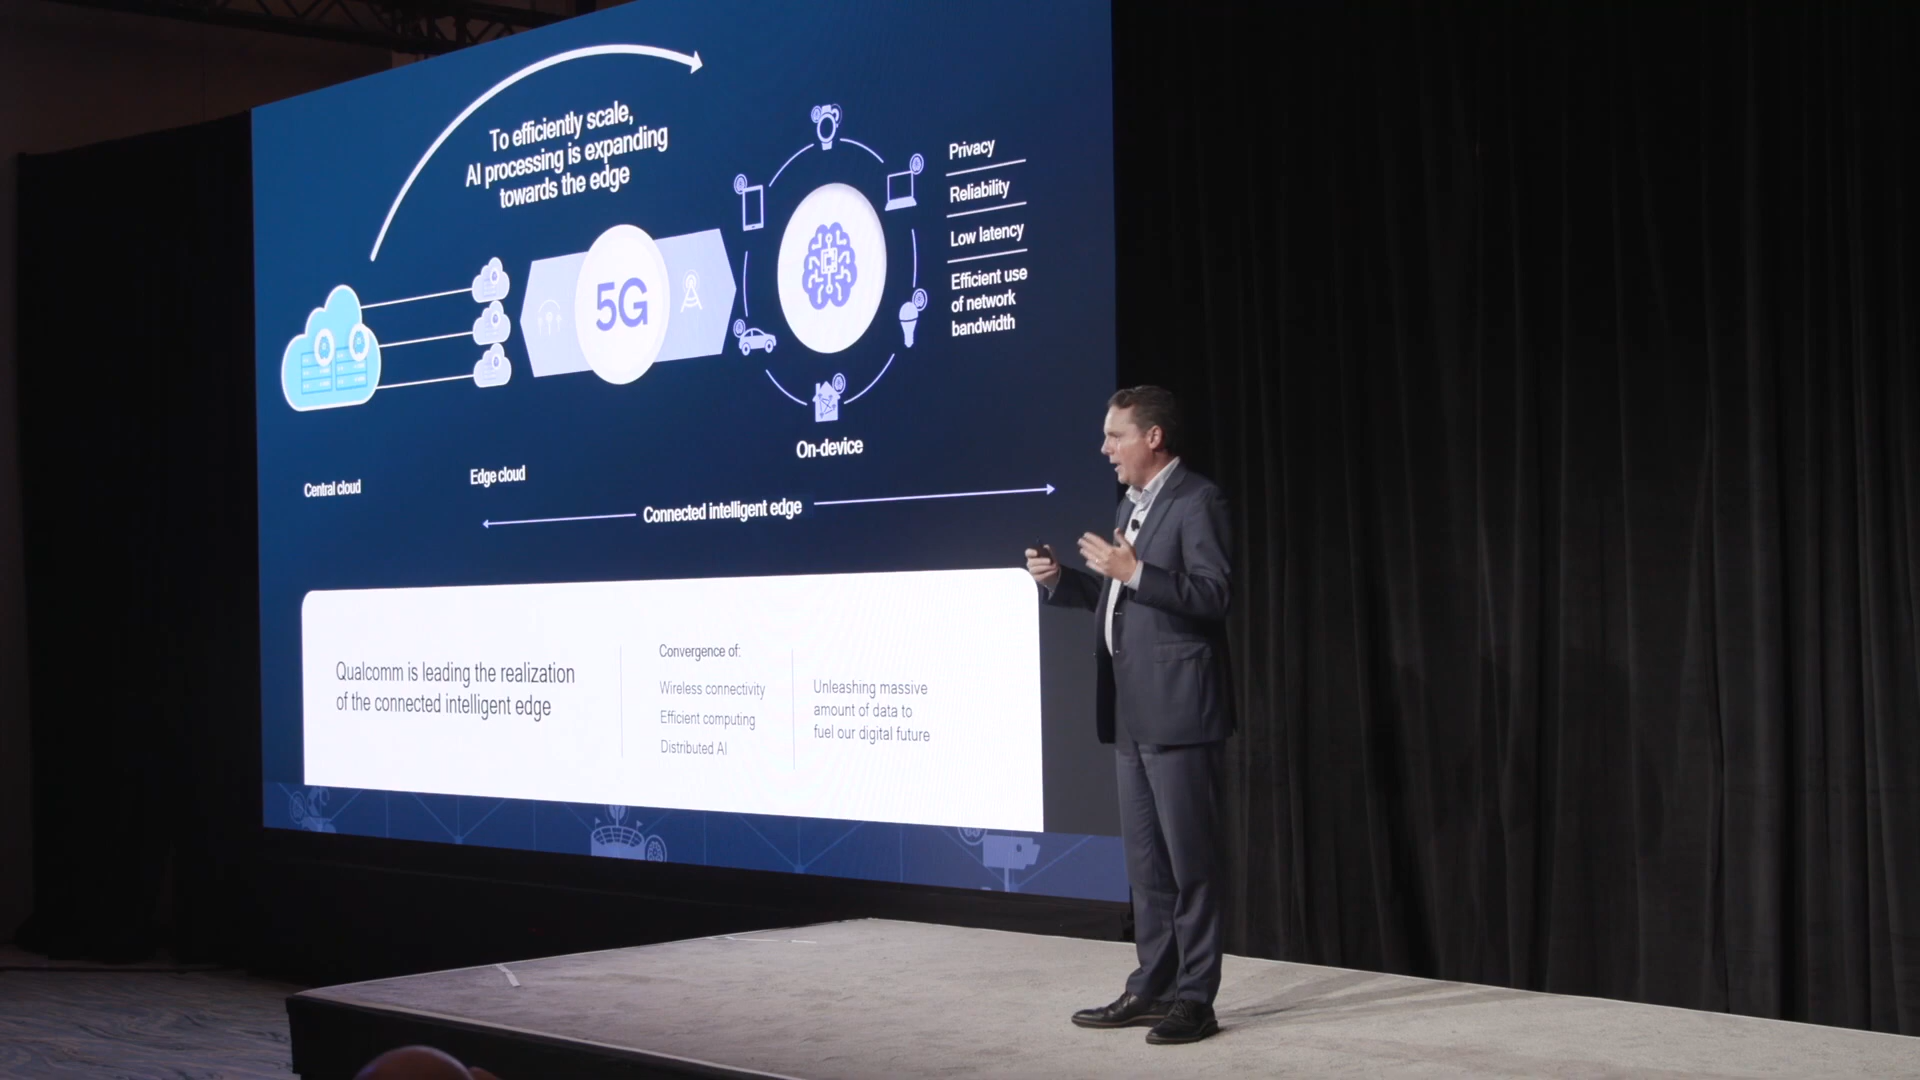 To efficiently scale,
AI processing is expanding
towards the edge
5G
Privacy
Reliability
Low latency
Efficient use
of network
bandwidth
Central cloud
Edge cloud
On-device
Connected intelligent edge
Qualcomm is leading the realization
of the connected intelligent edge
Convergence of:
Wireless connectivity
Efficient computing
Distributed AI
Unleashing massive
amount of data to
fuel our digital future